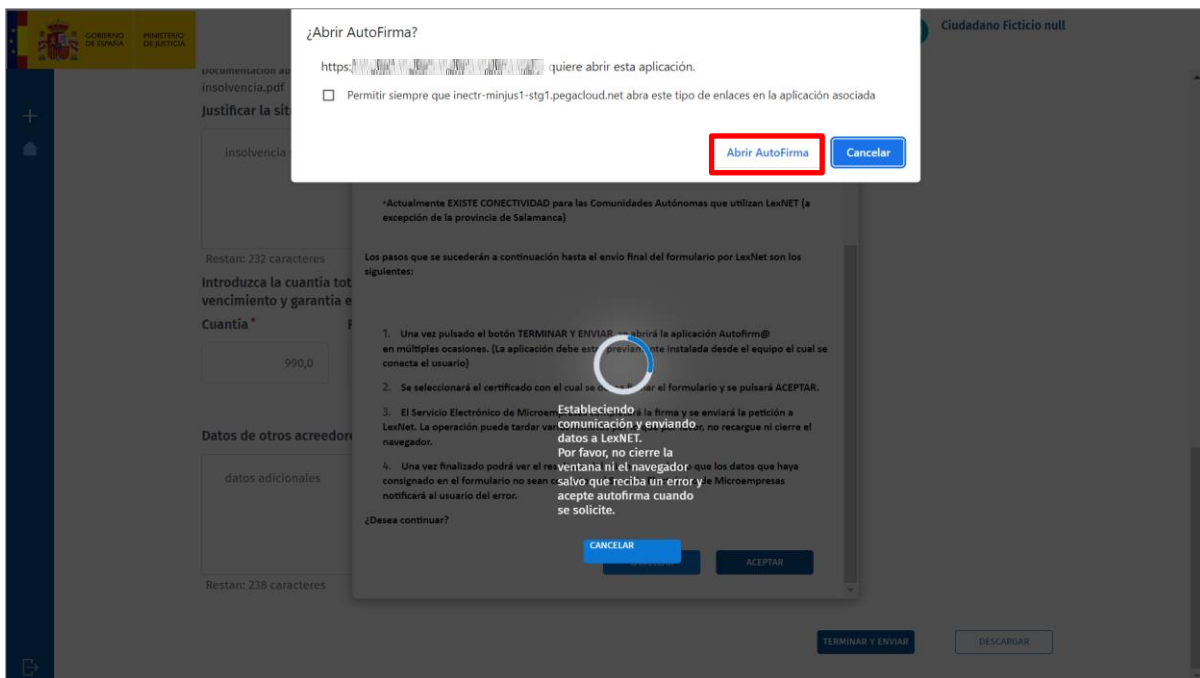 GOBIERNO
DE ESPAÑA
MINISTERIO
DE JUSTICIA
Ciudadano Ficticio null
¿Abrir AutoFirma?
https: quiere abrir esta aplicación.
Permitir siempre que inectr-minjus1-stg1.pegacloud.net abra este tipo de enlaces en la aplicación asociada
Abrir AutoFirma
Cancelar
Documentación
insolvencia.pdf
Justificar la
insolvencia
Restan: 232 caracteres
Introduzca la cuantía
vencimiento y garantía
Cuantía*
990,0
Datos de otros
datos adicionales
Restan: 238 caracteres
*Actualmente EXISTE CONECTIVIDAD para las Comunidades Autónomas que utilizan LexNET (a
excepción de la provincia de Salamanca)
Los pasos que se sucederán a continuación hasta el envío final del formulario por LexNet son los
siguientes:
1. Una vez pulsado el botón TERMINAR Y ENVIAR, se abrirá la aplicación Autofirm@
en múltiples ocasiones. (La aplicación debe estar previamente instalada desde el equipo el cual se
conecta el usuario)
2. Se seleccionará el certificado con el cual se el formulario y se pulsará ACEPTAR.
3. El Servicio Electrónico de la firma y se enviará la petición a
LexNet. La operación puede tardar no recargue ni cierre el
navegador.
4. Una vez finalizado podrá ver el que los datos que haya
consignado en el formulario no sean de Microempresas
notificará al usuario del error.
¿Desea continuar?
Estableciendo
comunicación y enviando
datos a LexNET.
Por favor, no cierre la
ventana ni el navegador
salvo que reciba un error y
acepte autofirma cuando
se solicite.
CANCELAR
ACEPTAR
TERMINAR Y ENVIAR
DESCARGAR